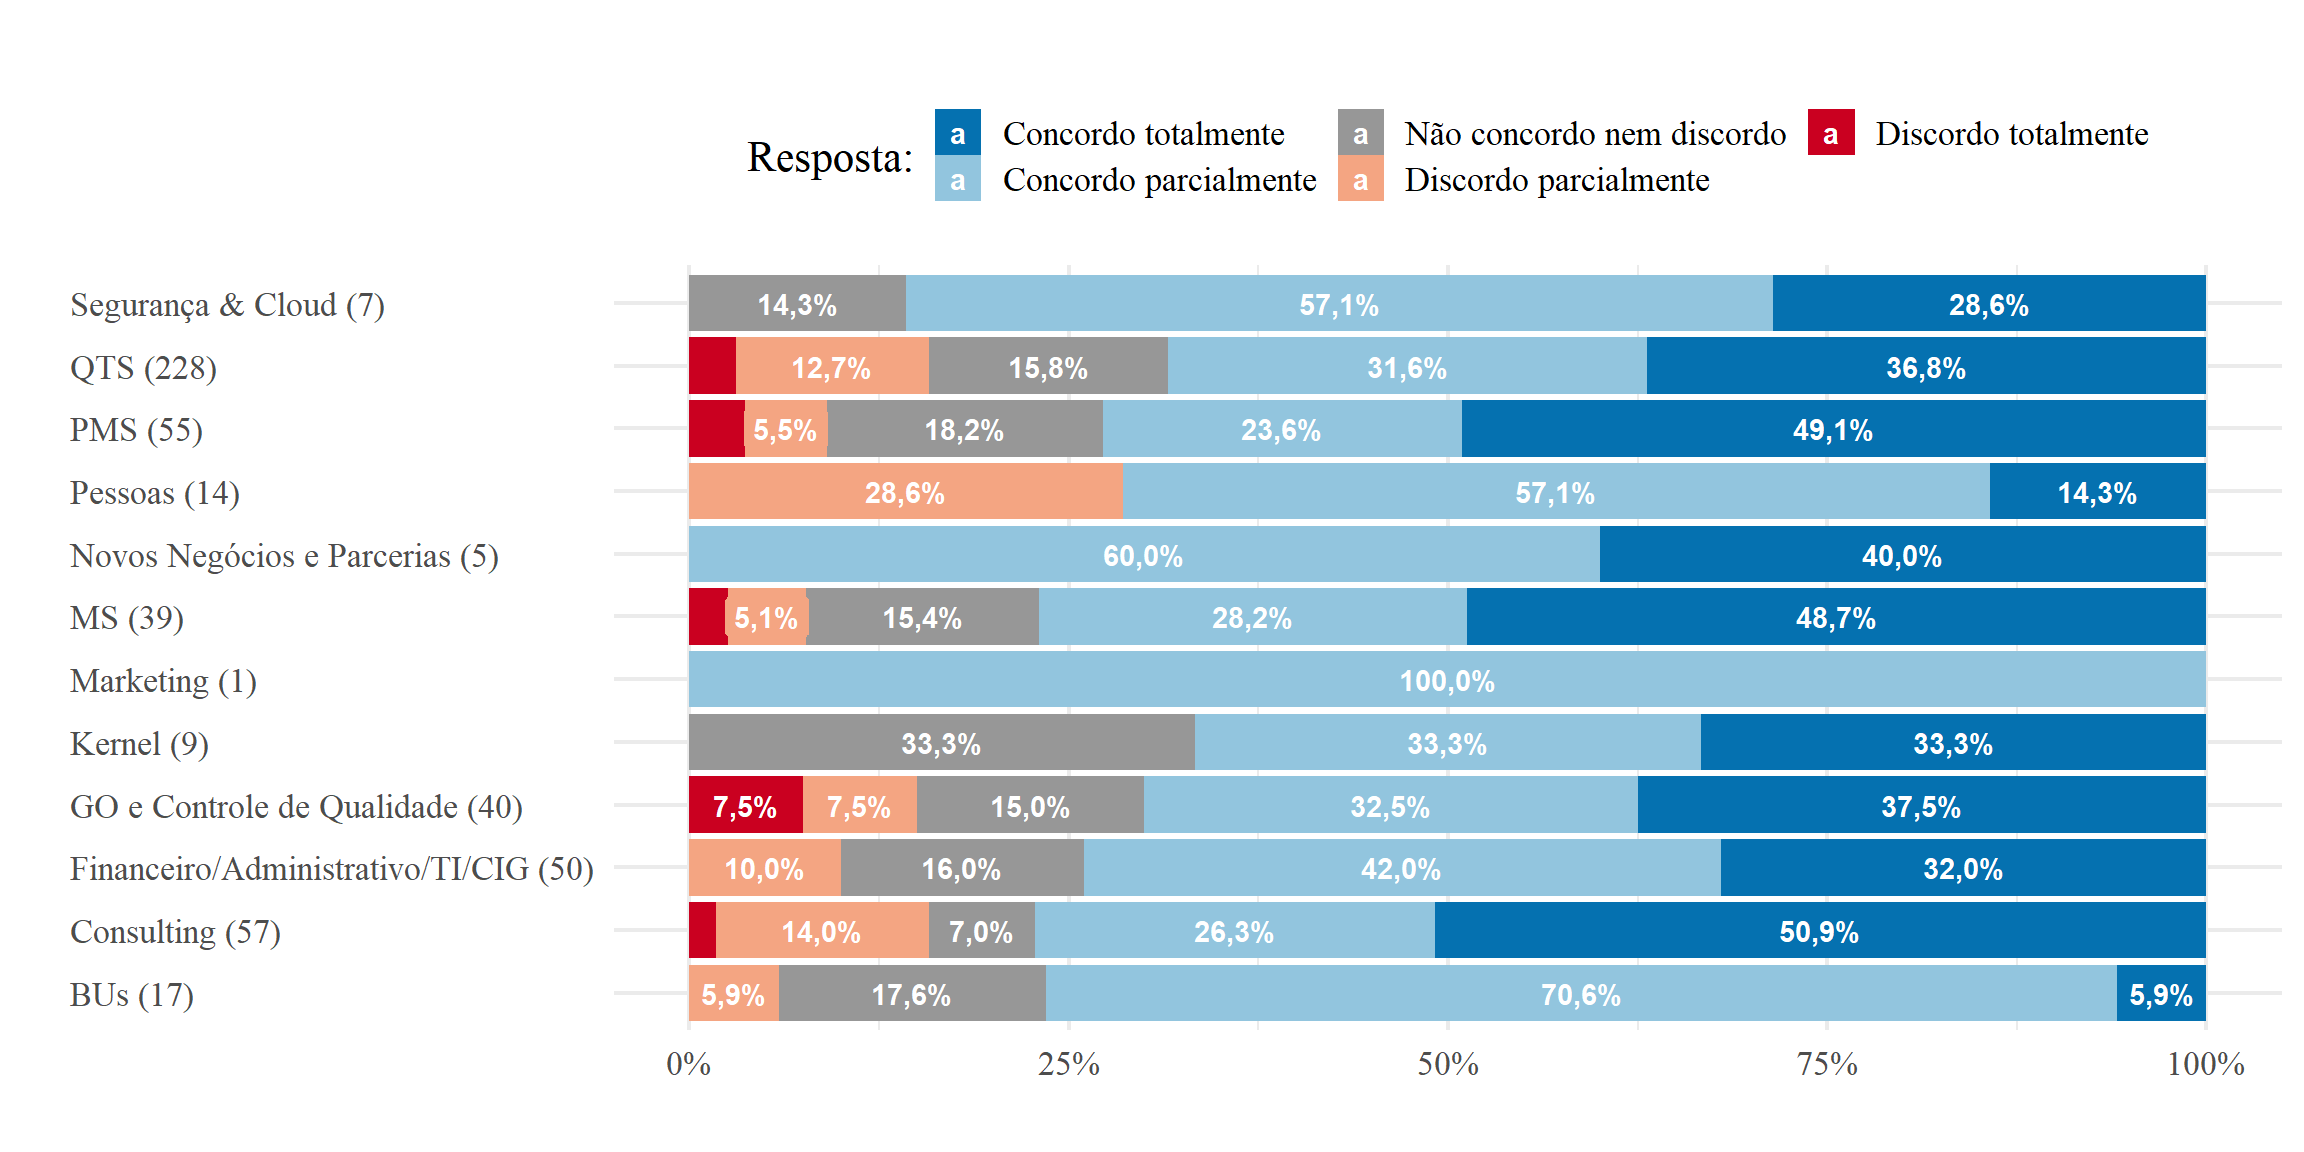 Resposta:
a Concordo totalmente
a Concordo parcialmente
a Não concordo nem discordo
a Discordo parcialmente
a Discordo totalmente
Segurança & Cloud (7) 14,3% 57,1% 28,6%
QTS (228) 12,7% 15,8% 31,6% 36,8%
PMS (55) 5,5% 18,2% 23,6% 49,1%
Pessoas (14) 28,6% 57,1% 14,3%
Novos Negócios e Parcerias (5) 60,0% 40,0%
MS (39) 5,1% 15,4% 28,2% 48,7%
Marketing (1) 100,0%
Kernel (9) 33,3% 33,3% 33,3%
GO e Controle de Qualidade (40) 7,5% 7,5% 15,0% 32,5% 37,5%
Financeiro/Administrativo/TI/CIG (50) 10,0% 16,0% 42,0% 32,0%
Consulting (57) 14,0% 7,0% 26,3% 50,9%
BUs (17) 5,9% 17,6% 70,6% 5,9%
0% 25% 50% 75% 100%